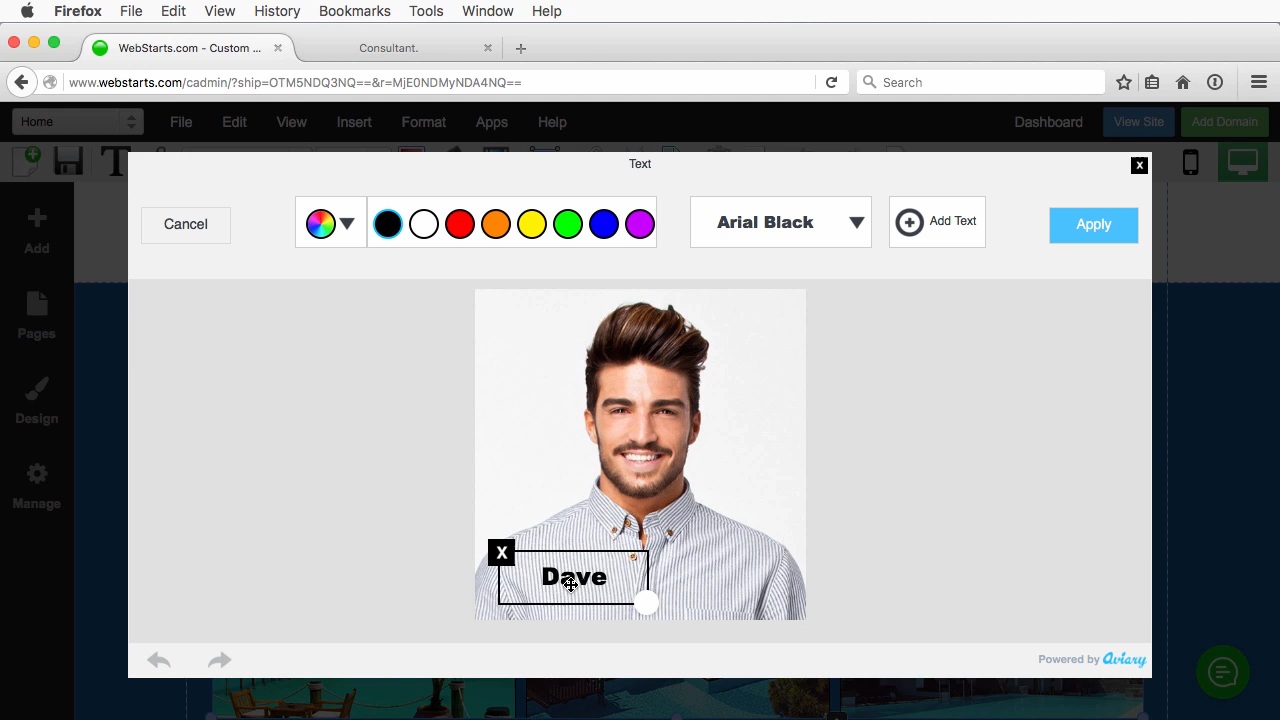 Firefox File Edit View History Bookmarks Tools Window Help
WebStarts.com - Custom ... Consultant.
www.webstarts.com/cadmin/?ship=OTM5NDQ3NQ==&r=MjE0NDMyNDA4NQ== Search
Home File Edit View Insert Format Apps Help Dashboard View Site Add Domain
T
Text X
Cancel Arial Black Add Text Apply
Add
Pages
Design
Manage
X
Dave
Powered by Aviary